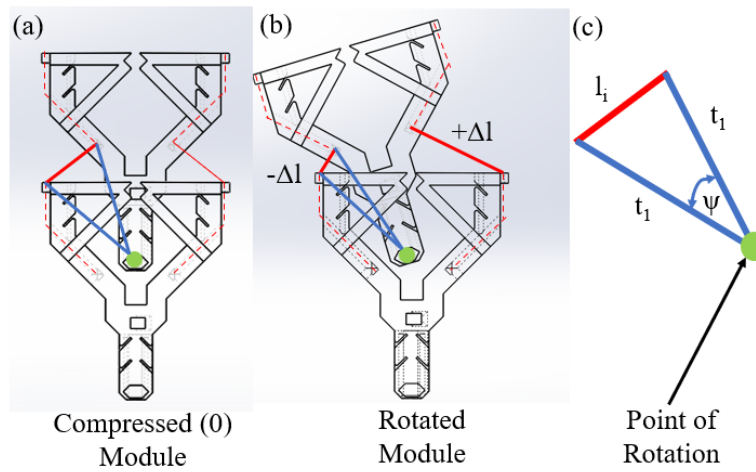 (a)
(b)
(c)
-Δl
+Δl
l_i
t_1
t_1
ψ
Compressed (0)
Module
Rotated
Module
Point of
Rotation